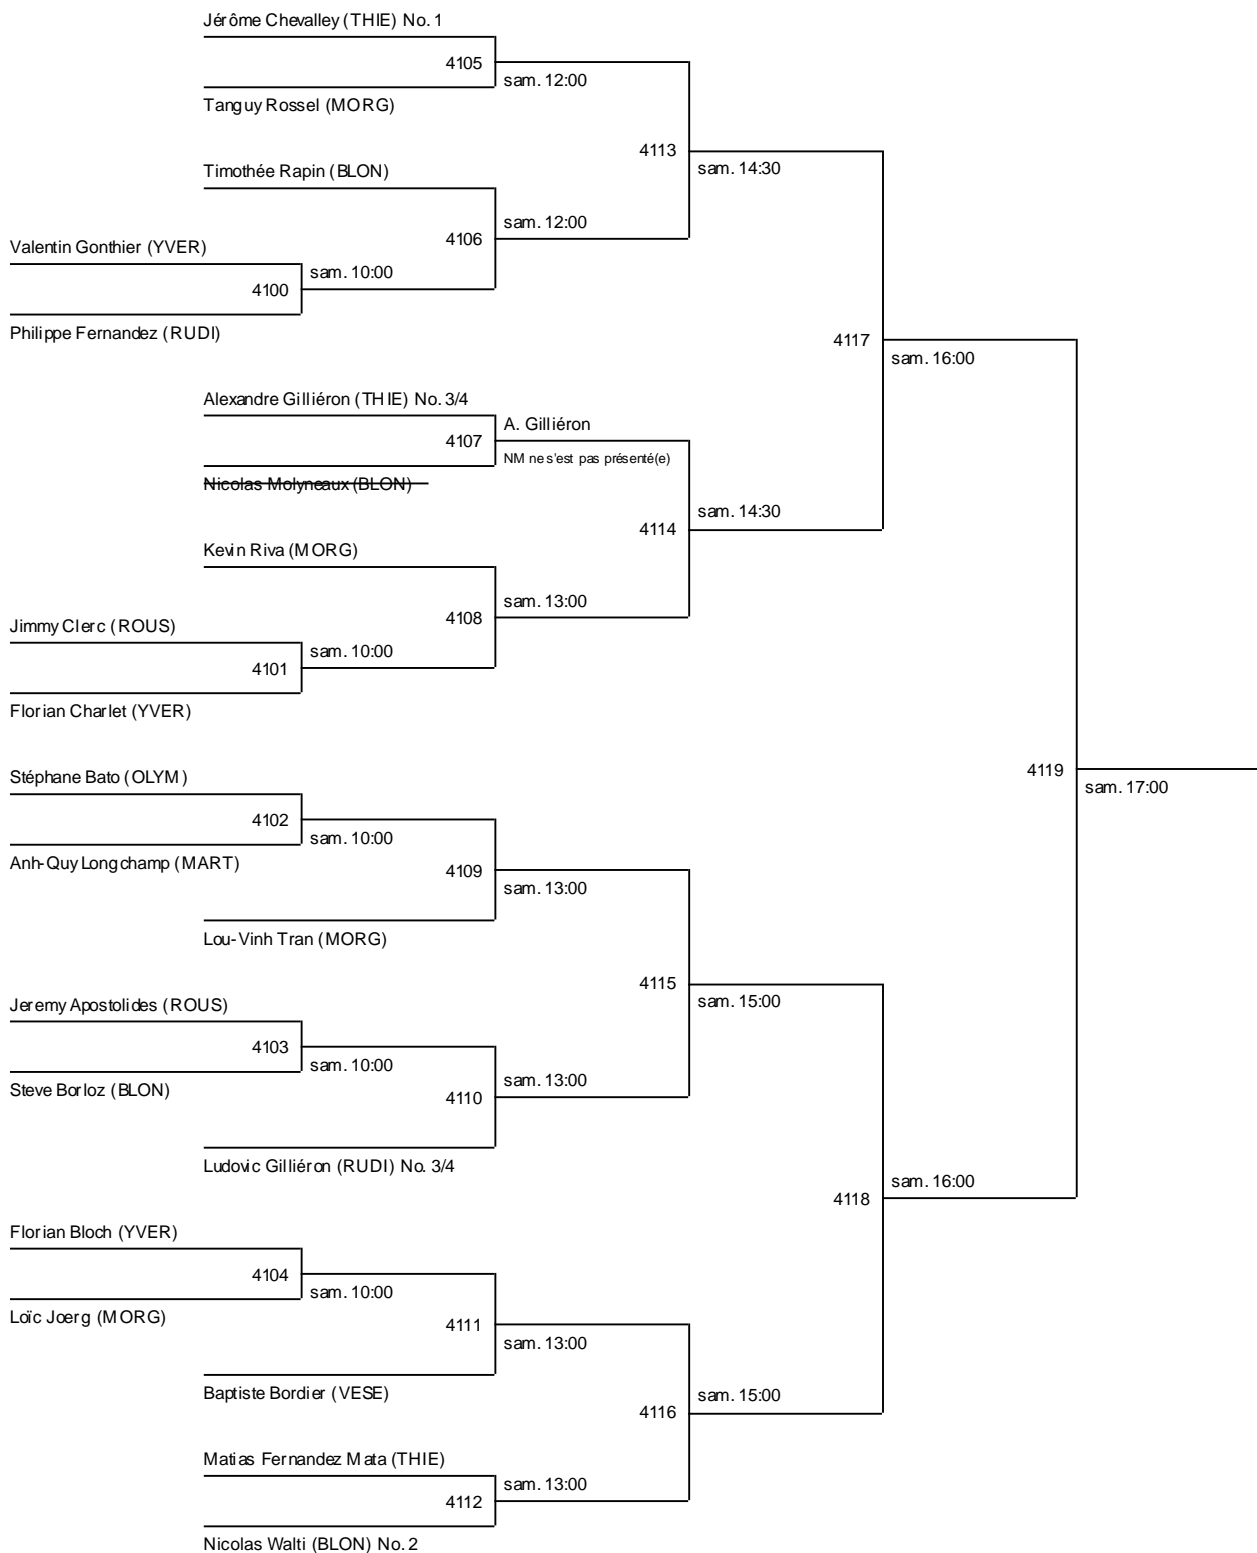 Jérôme Chevalley (THIE) No. 1
4105
sam. 12:00
Tanguy Rossel (MORG)
4113
sam. 14:30
Timothée Rapin (BLON)
sam. 12:00
4106
Valentin Gonthier (YVER)
sam. 10:00
4100
Philippe Fernandez (RUDI)
4117
sam. 16:00
Alexandre Gilliéron (THIE) No. 3/4
A. Gilliéron
4107
NM ne s'est pas présenté(e)
Nicolas Molyneaux (BLON)
sam. 14:30
4114
Kevin Riva (MORG)
sam. 13:00
4108
Jimmy Clerc (ROUS)
sam. 10:00
4101
Florian Charlet (YVER)
4119
sam. 17:00
Stéphane Bato (OLYM)
4102
sam. 10:00
Anh-Quy Longchamp (MART)
4109
sam. 13:00
Lou-Vinh Tran (MORG)
4115
sam. 15:00
Jeremy Apostolides (ROUS)
4103
sam. 10:00
Steve Borloz (BLON)
sam. 13:00
4110
Ludovic Gilliéron (RUDI) No. 3/4
sam. 16:00
4118
Florian Bloch (YVER)
4104
sam. 10:00
Loïc Joerg (MORG)
4111
sam. 13:00
Baptiste Bordier (VESE)
sam. 15:00
4116
Matias Fernandez Mata (THIE)
sam. 13:00
4112
Nicolas Walti (BLON) No. 2